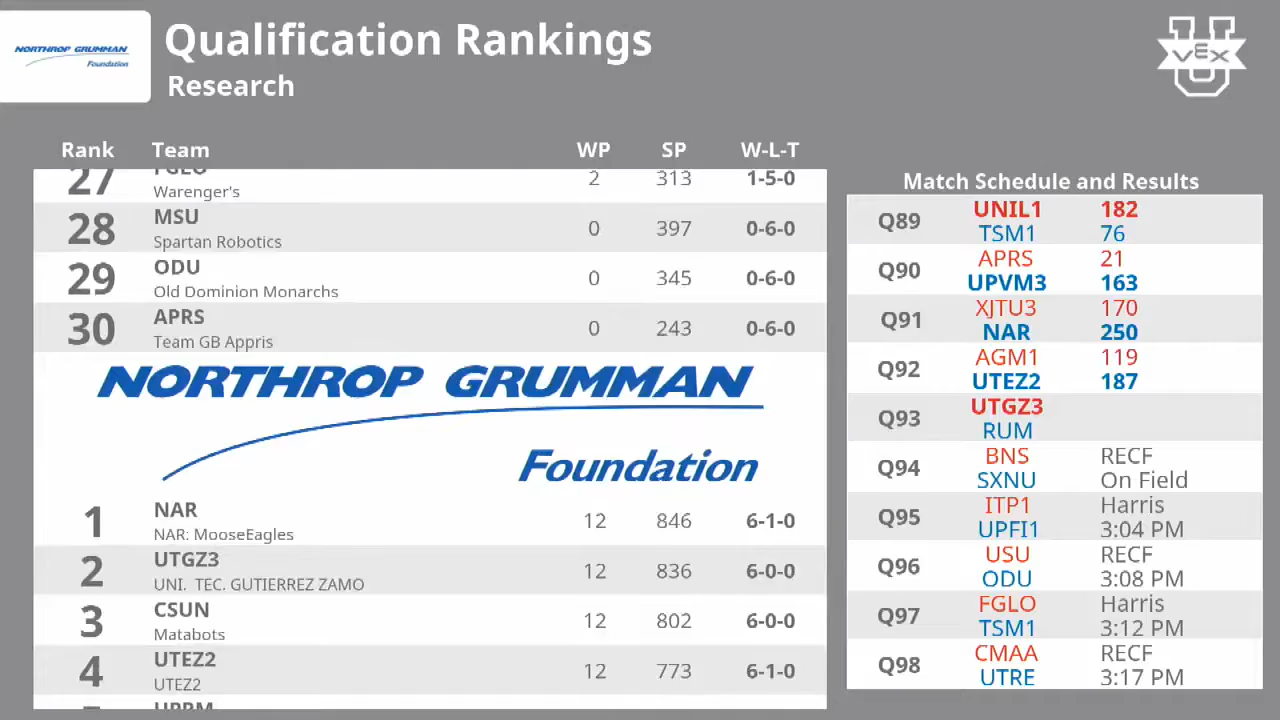 NORTHROP GRUMMAN
Foundation
Qualification Rankings
Research
VEX U
Rank Team WP SP W-L-T
27 FGLO 2 313 1-5-0
Warenger's
28 MSU 0 397 0-6-0
Spartan Robotics
29 ODU 0 345 0-6-0
Old Dominion Monarchs
30 APRS 0 243 0-6-0
Team GB Appris
NORTHROP GRUMMAN
Foundation
1 NAR 12 846 6-1-0
NAR: MooseEagles
2 UTGZ3 12 836 6-0-0
UNI. TEC. GUTIERREZ ZAMO
3 CSUN 12 802 6-0-0
Matabots
4 UTEZ2 12 773 6-1-0
UTEZ2
Match Schedule and Results
Q89 UNIL1 182
TSM1 76
Q90 APRS 21
UPVM3 163
Q91 XJTU3 170
NAR 250
Q92 AGM1 119
UTEZ2 187
Q93 UTGZ3
RUM
Q94 BNS RECF
SXNU On Field
Q95 ITP1 Harris
UPFI1 3:04 PM
Q96 USU RECF
ODU 3:08 PM
Q97 FGLO Harris
TSM1 3:12 PM
Q98 CMAA RECF
UTRE 3:17 PM